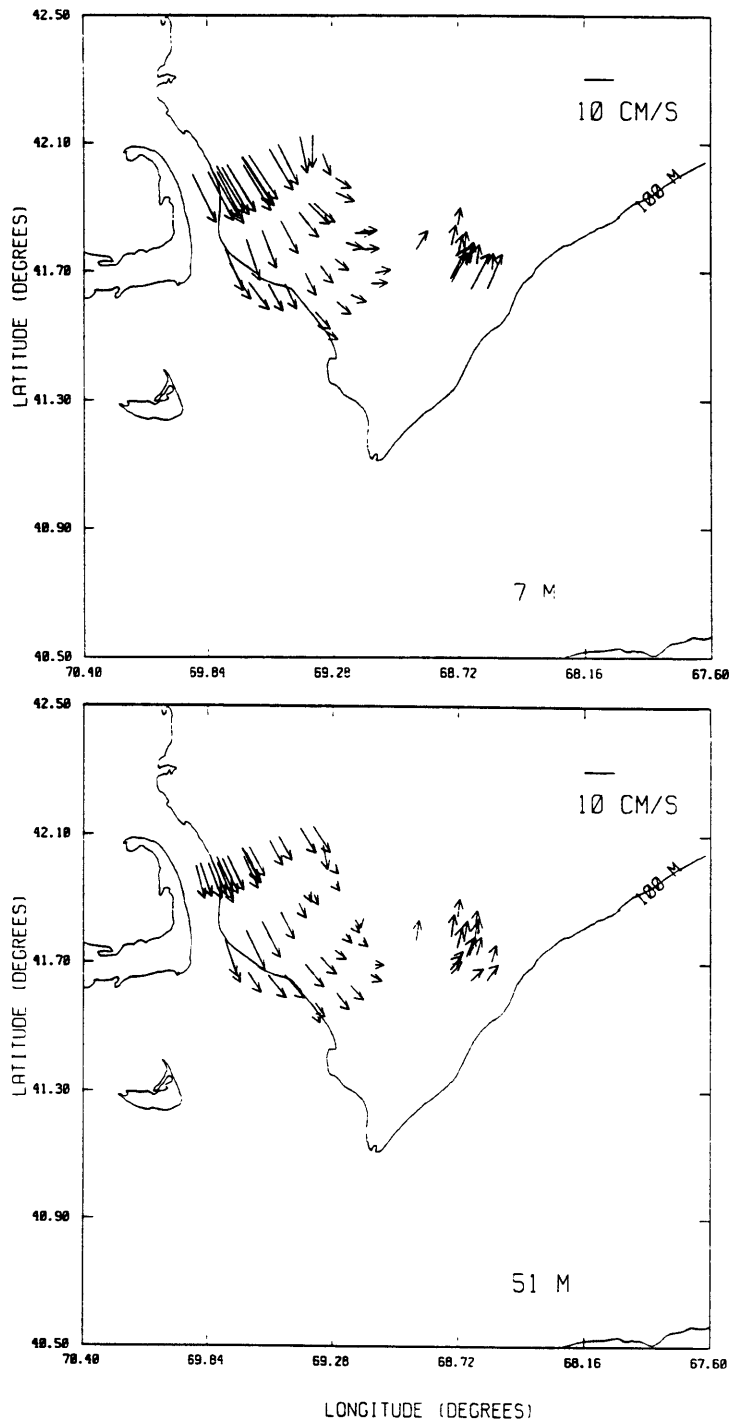 42.50
10 CM/S
42.10
100 M
41.70
LATITUDE (DEGREES)
41.30
40.90
7 M
40.50
70.40
69.84
69.28
68.72
68.16
67.60
42.50
10 CM/S
42.10
100 M
41.70
LATITUDE (DEGREES)
41.30
40.90
51 M
40.50
70.40
69.84
69.28
68.72
68.16
67.60
LONGITUDE (DEGREES)